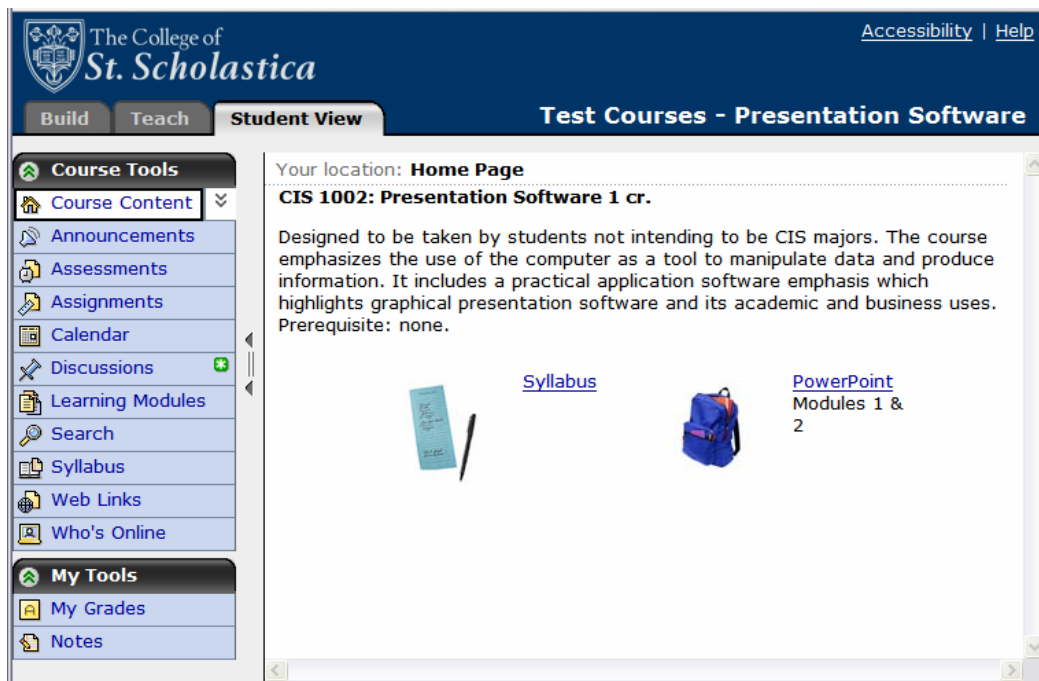 The College of
St. Scholastica
Accessibility | Help
Build
Teach
Student View
Test Courses - Presentation Software
Course Tools
Course Content
Announcements
Assessments
Assignments
Calendar
Discussions
Learning Modules
Search
Syllabus
Web Links
Who's Online
My Tools
My Grades
Notes
Your location: Home Page
CIS 1002: Presentation Software 1 cr.
Designed to be taken by students not intending to be CIS majors. The course
emphasizes the use of the computer as a tool to manipulate data and produce
information. It includes a practical application software emphasis which
highlights graphical presentation software and its academic and business uses.
Prerequisite: none.
Syllabus
PowerPoint
Modules 1 &
2